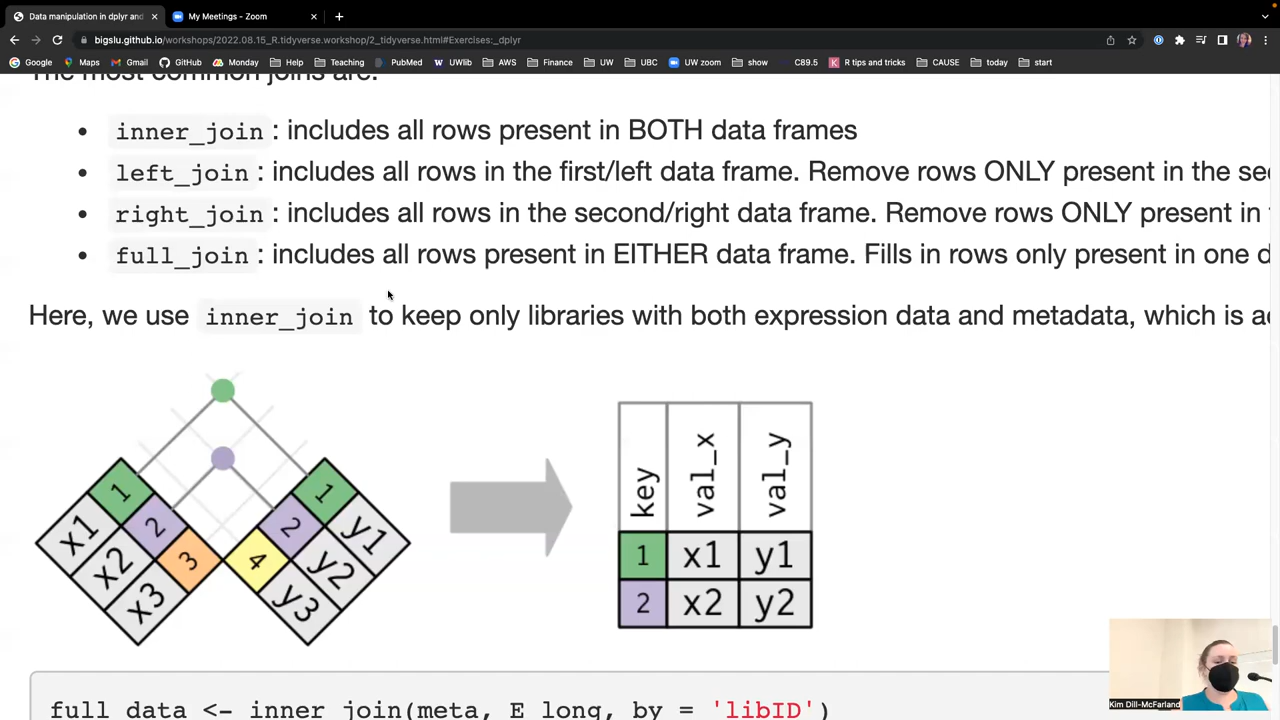 Data manipulation in dplyr and
My Meetings – Zoom
bigslu.github.io/workshops/2022.08.15_R.tidyverse.workshop/2_tidyverse.html#Exercises:_dplyr
Google Maps Gmail GitHub Monday Help Teaching PubMed UWlib AWS Finance UW UBC UW zoom show C89.5 R tips and tricks CAUSE today start
The most common joins are:
• inner_join : includes all rows present in BOTH data frames
• left_join : includes all rows in the first/left data frame. Remove rows ONLY present in the se
• right_join : includes all rows in the second/right data frame. Remove rows ONLY present in
• full_join : includes all rows present in EITHER data frame. Fills in rows only present in one d
Here, we use inner_join to keep only libraries with both expression data and metadata, which is a
1 x1
2 x2
3 x3
1 y1
2 y2
4 y3
key val_x val_y
1 x1 y1
2 x2 y2
full_data <- inner_join(meta, E_long, by = 'libID')
Kim Dill-McFarland